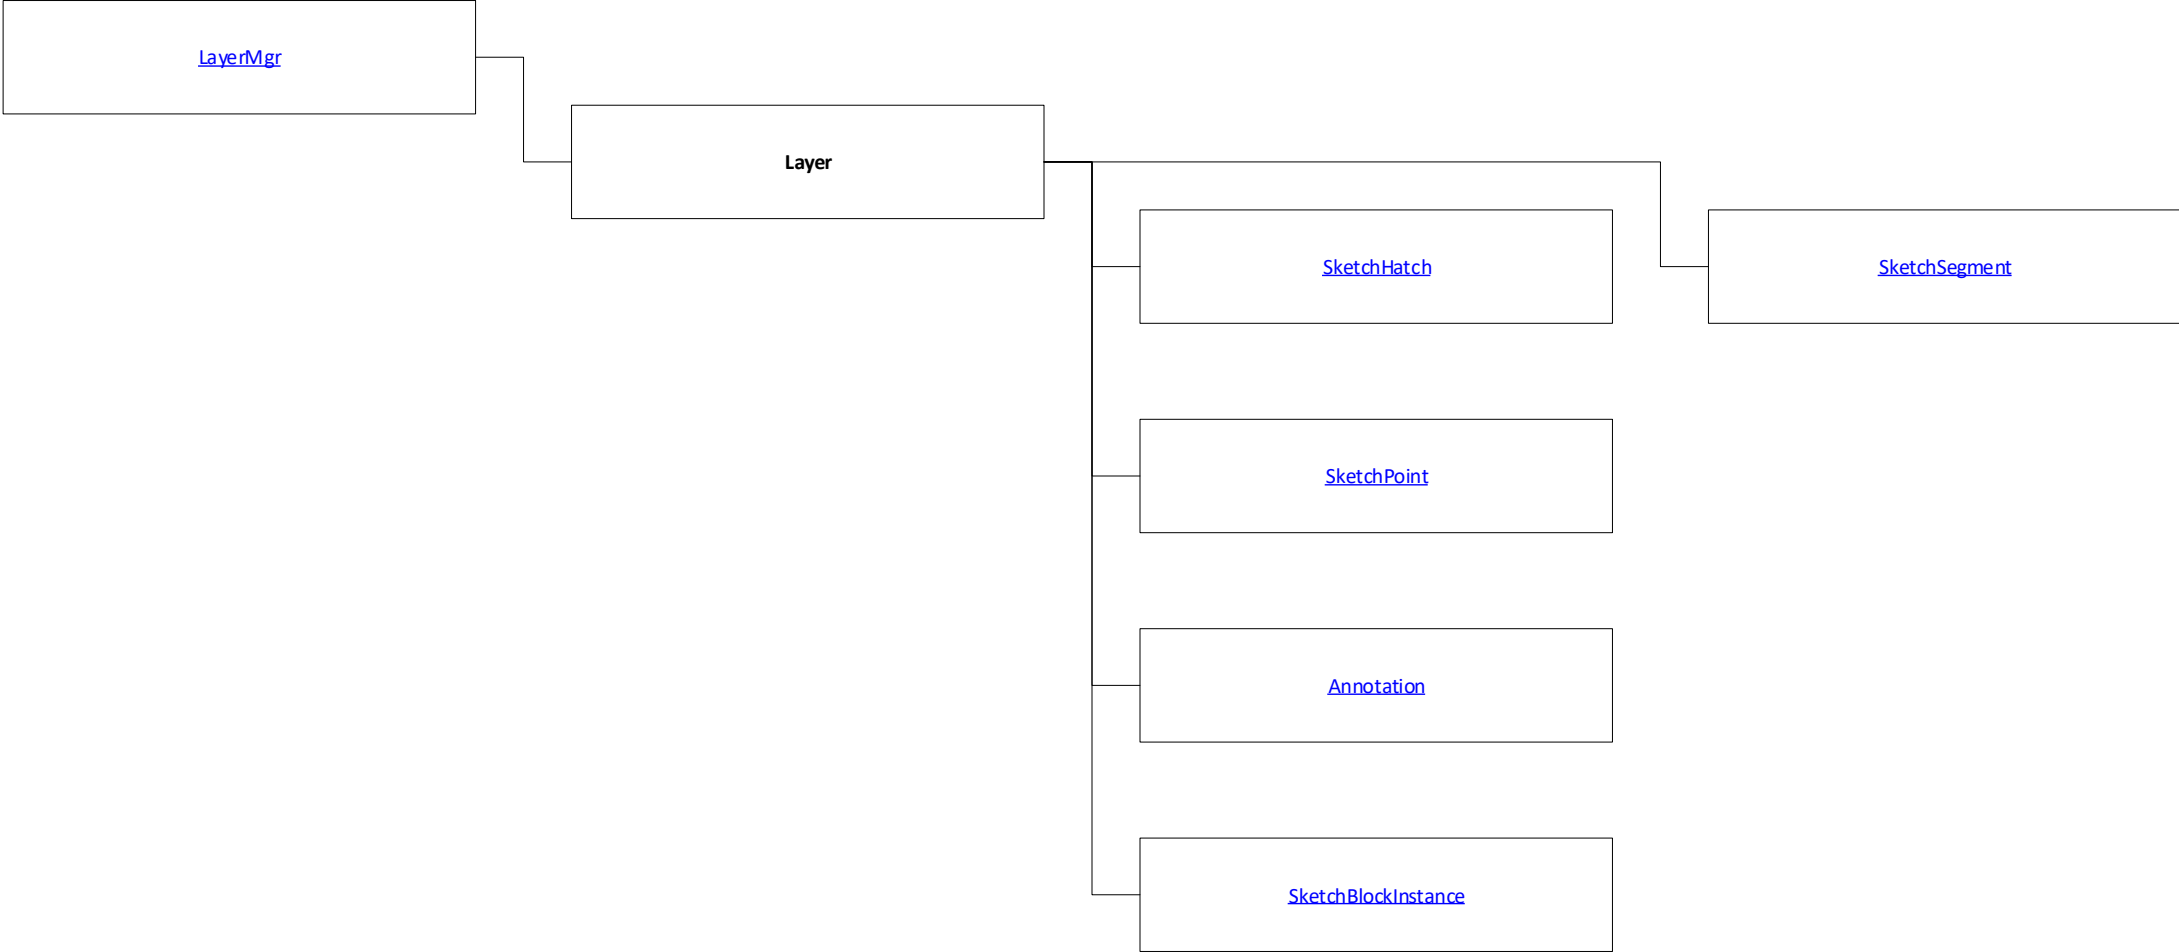 LayerMgr
Layer
SketchHatch
SketchSegment
SketchPoint
Annotation
SketchBlockInstance